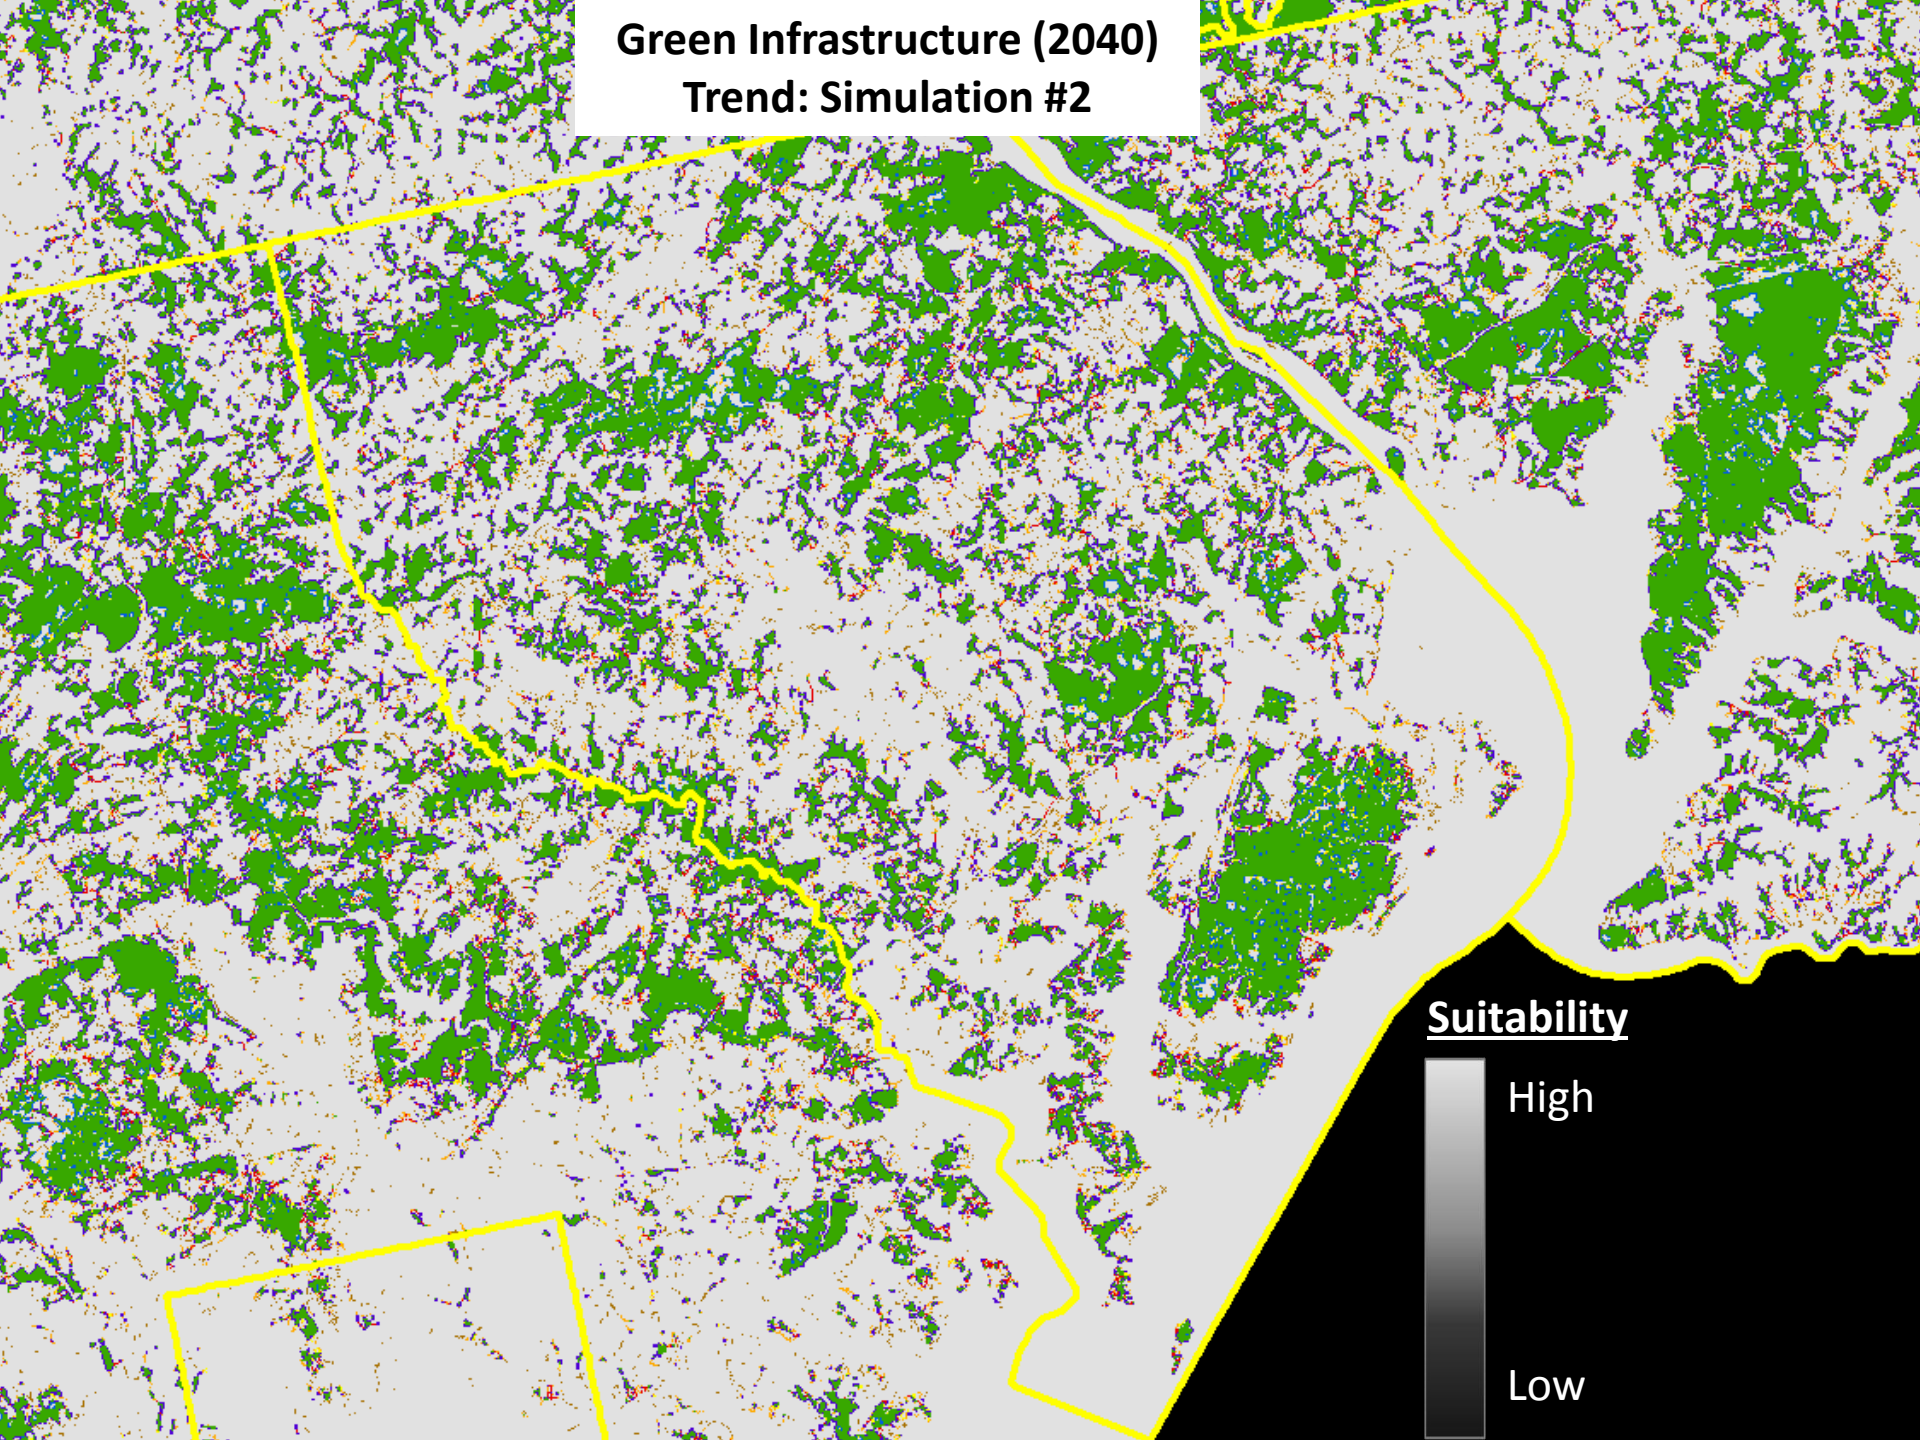 Green Infrastructure (2040)
Trend: Simulation #2
Suitability
High
Low